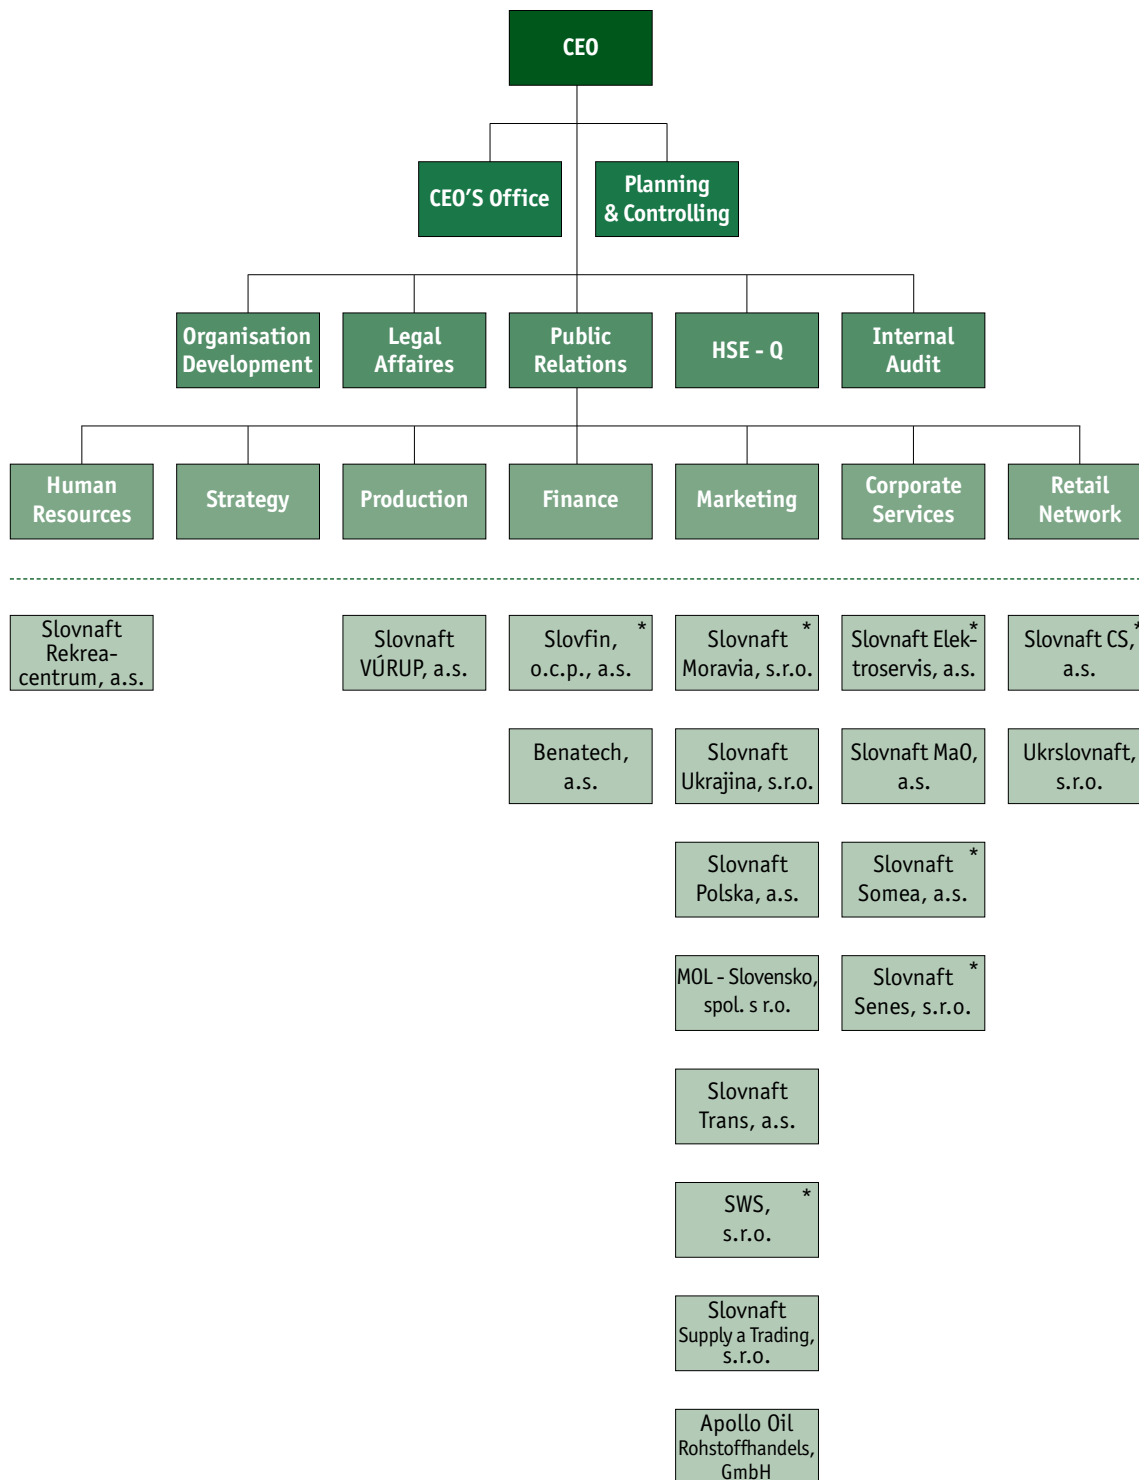 CEO
CEO'S Office
Planning
& Controlling
Organisation
Development
Legal
Affaires
Public
Relations
HSE - Q
Internal
Audit
Human
Resources
Strategy
Production
Finance
Marketing
Corporate
Services
Retail
Network
Slovnaft
Rekrea-
centrum, a.s.
Slovnaft
VÚRUP, a.s.
Slovfin, *
o.c.p., a.s.
Slovnaft *
Moravia, s.r.o.
Slovnaft Elek- *
troservis, a.s.
Slovnaft CS, *
a.s.
Benatech,
a.s.
Slovnaft
Ukrajina, s.r.o.
Slovnaft MaO,
a.s.
Ukrslovnaft,
s.r.o.
Slovnaft
Polska, a.s.
Slovnaft *
Somea, a.s.
MOL - Slovensko,
spol. s r.o.
Slovnaft *
Senes, s.r.o.
Slovnaft
Trans, a.s.
SWS, *
s.r.o.
Slovnaft
Supply a Trading,
s.r.o.
Apollo Oil
Rohstoffhandels,
GmbH